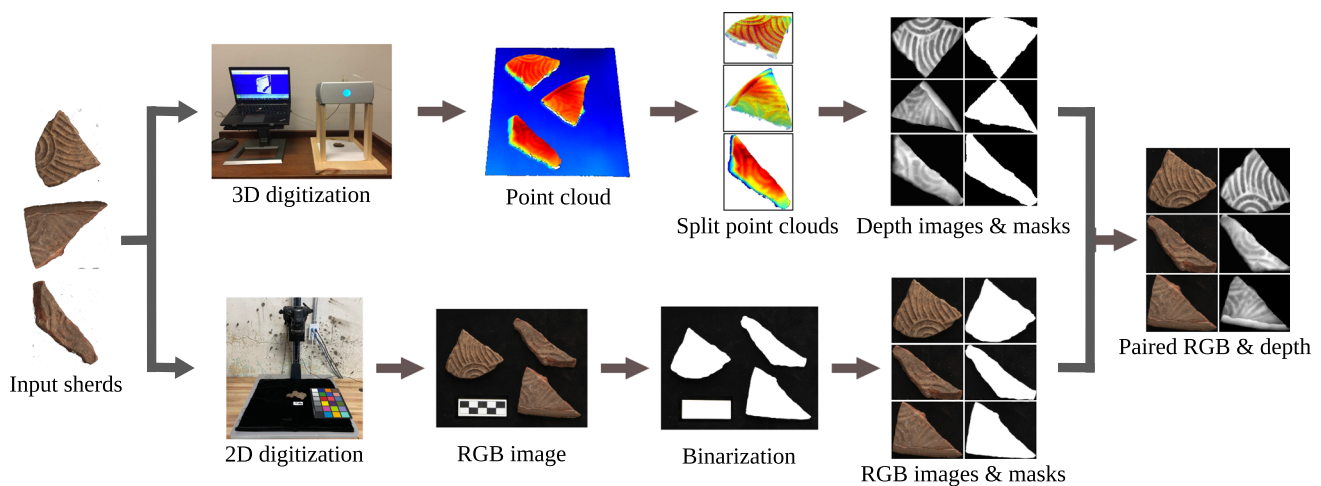 3D digitization
Point cloud
Split point clouds
Depth images & masks
Input sherds
Paired RGB & depth
2D digitization
RGB image
Binarization
RGB images & masks